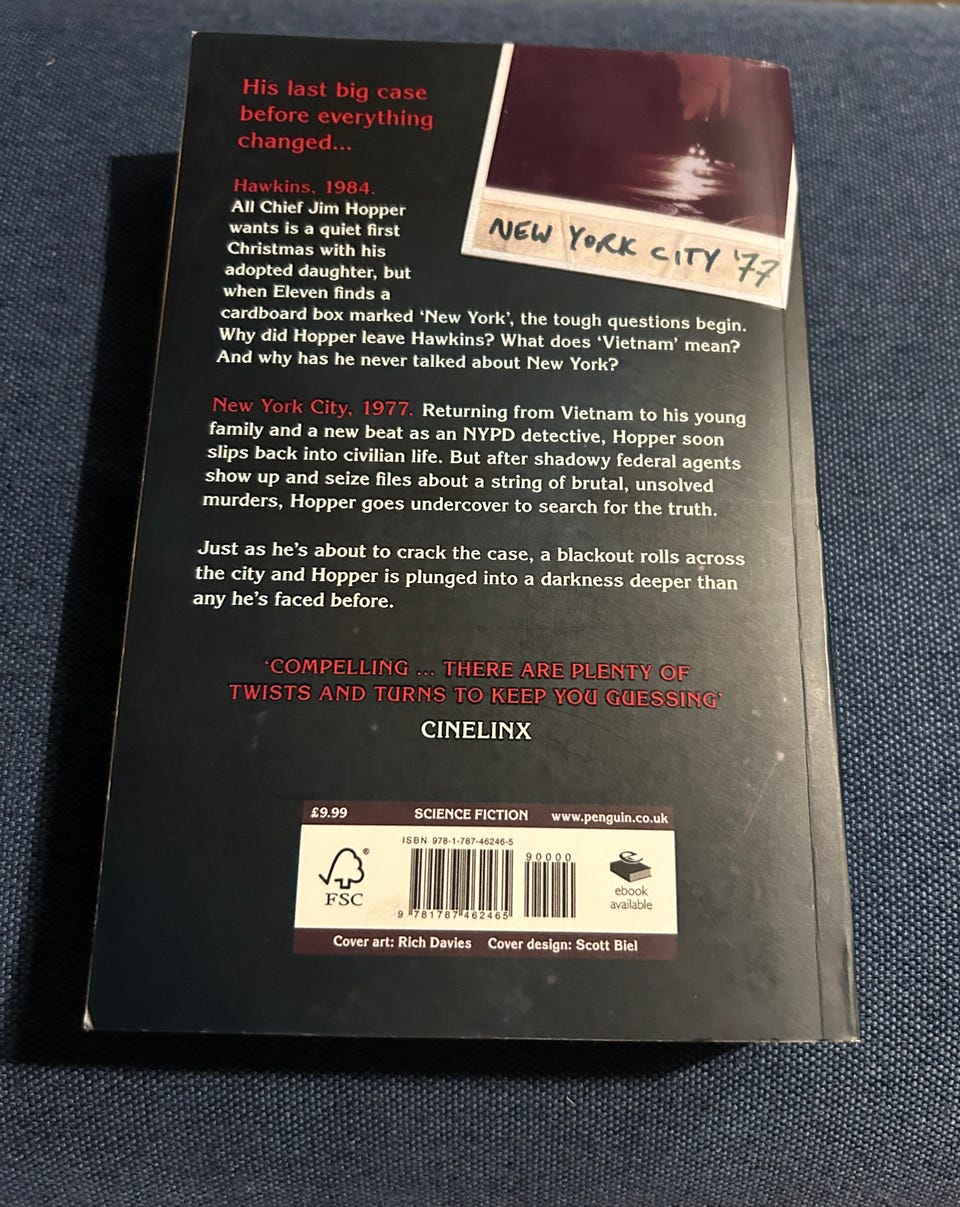 His last big case
before everything
changed...
NEW YORK CITY '77
Hawkins, 1984.
All Chief Jim Hopper
wants is a quiet first
Christmas with his
adopted daughter, but
when Eleven finds a
cardboard box marked ‘New York’, the tough questions begin.
Why did Hopper leave Hawkins? What does ‘Vietnam’ mean?
And why has he never talked about New York?
New York City, 1977. Returning from Vietnam to his young
family and a new beat as an NYPD detective, Hopper soon
slips back into civilian life. But after shadowy federal agents
show up and seize files about a string of brutal, unsolved
murders, Hopper goes undercover to search for the truth.
Just as he’s about to crack the case, a blackout rolls across
the city and Hopper is plunged into a darkness deeper than
any he’s faced before.
‘COMPELLING ... THERE ARE PLENTY OF
TWISTS AND TURNS TO KEEP YOU GUESSING’
CINELINX
£9.99 SCIENCE FICTION www.penguin.co.uk
ISBN 978-1-787-46246-5
90000
FSC®
9 781787 462465
ebook
available
Cover art: Rich Davies Cover design: Scott Biel